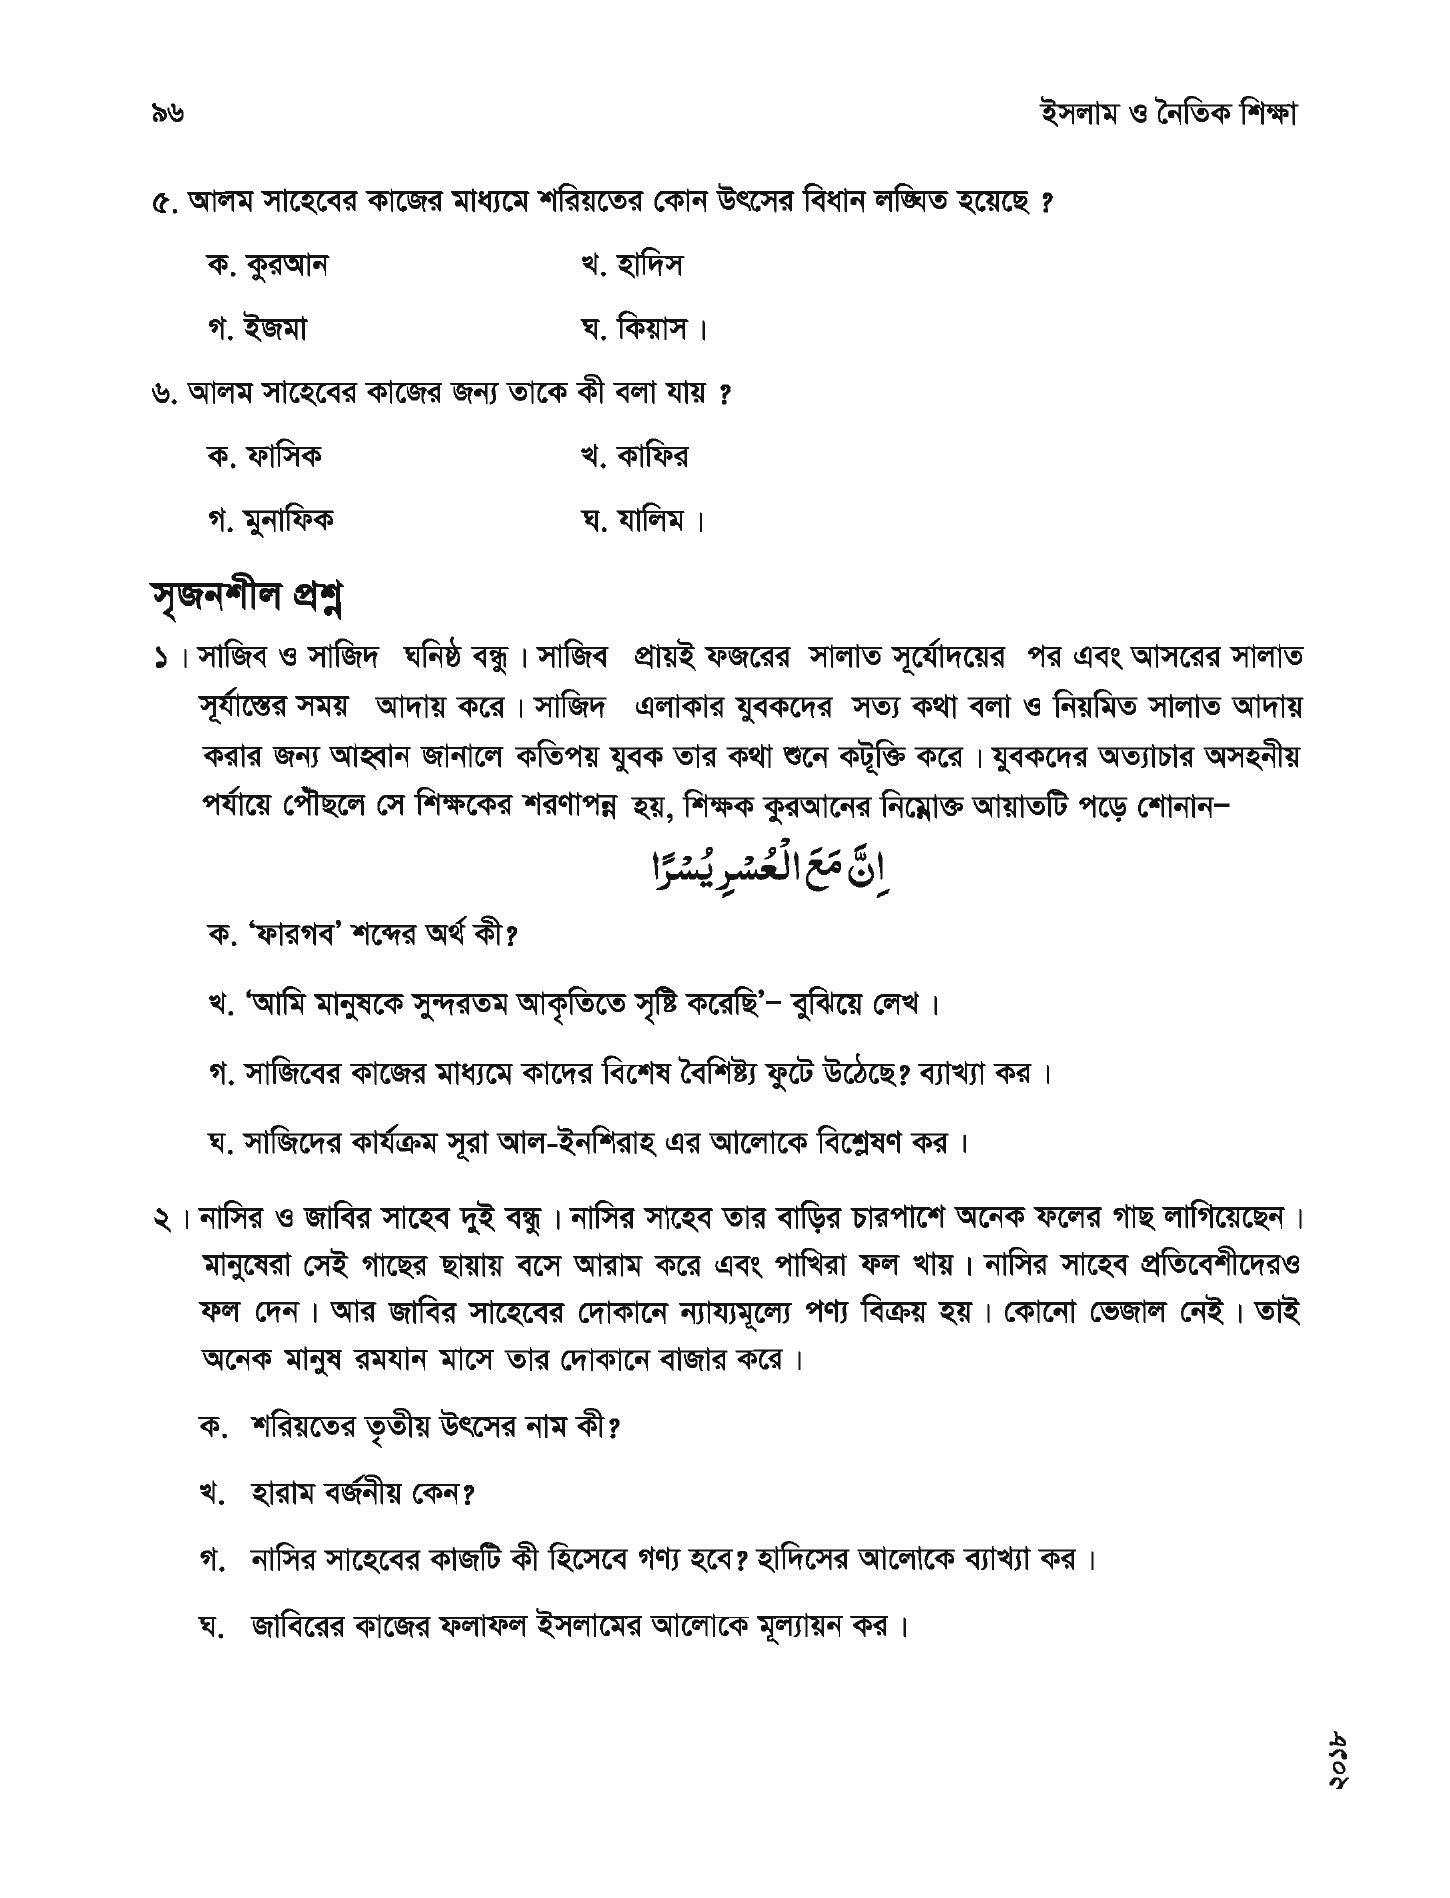 ৯৬
ইসলাম ও নৈতিক শিক্ষা
৫. আলম সাহেবের কাজের মাধ্যমে শরিয়তের কোন উৎসের বিধান লঙ্ঘিত হয়েছে ?
ক. কুরআন
খ. হাদিস
গ. ইজমা
ঘ. কিয়াস ।
৬. আলম সাহেবের কাজের জন্য তাকে কী বলা যায় ?
ক. ফাসিক
খ. কাফির
গ. মুনাফিক
ঘ. যালিম ।
সৃজনশীল প্রশ্ন
১ । সাজিব ও সাজিদ ঘনিষ্ঠ বন্ধু । সাজিব প্রায়ই ফজরের সালাত সূর্যোদয়ের পর এবং আসরের সালাত
সূর্যাস্তের সময় আদায় করে । সাজিদ এলাকার যুবকদের সত্য কথা বলা ও নিয়মিত সালাত আদায়
করার জন্য আহ্বান জানালে কতিপয় যুবক তার কথা শুনে কটূক্তি করে । যুবকদের অত্যাচার অসহনীয়
পর্যায়ে পৌঁছলে সে শিক্ষকের শরণাপন্ন হয়, শিক্ষক কুরআনের নিম্নোক্ত আয়াতটি পড়ে শোনান–
اِنَّ مَعَ الْعُسْرِ يُسْرًا
ক. ‘ফারগব’ শব্দের অর্থ কী?
খ. ‘আমি মানুষকে সুন্দরতম আকৃতিতে সৃষ্টি করেছি’– বুঝিয়ে লেখ ।
গ. সাজিবের কাজের মাধ্যমে কাদের বিশেষ বৈশিষ্ট্য ফুটে উঠেছে? ব্যাখ্যা কর ।
ঘ. সাজিদের কার্যক্রম সূরা আল-ইনশিরাহ এর আলোকে বিশ্লেষণ কর ।
২ । নাসির ও জাবির সাহেব দুই বন্ধু । নাসির সাহেব তার বাড়ির চারপাশে অনেক ফলের গাছ লাগিয়েছেন ।
মানুষেরা সেই গাছের ছায়ায় বসে আরাম করে এবং পাখিরা ফল খায় । নাসির সাহেব প্রতিবেশীদেরও
ফল দেন । আর জাবির সাহেবের দোকানে ন্যায্যমূল্যে পণ্য বিক্রয় হয় । কোনো ভেজাল নেই । তাই
অনেক মানুষ রমযান মাসে তার দোকানে বাজার করে ।
ক. শরিয়তের তৃতীয় উৎসের নাম কী?
খ. হারাম বর্জনীয় কেন?
গ. নাসির সাহেবের কাজটি কী হিসেবে গণ্য হবে? হাদিসের আলোকে ব্যাখ্যা কর ।
ঘ. জাবিরের কাজের ফলাফল ইসলামের আলোকে মূল্যায়ন কর ।
২০১৮